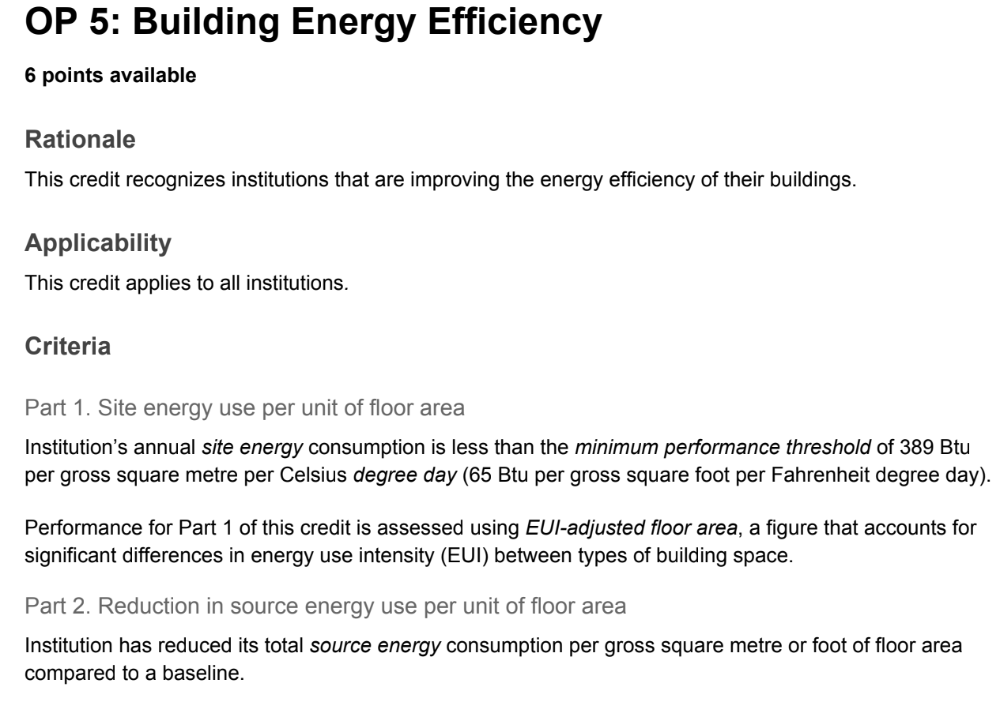 OP 5: Building Energy Efficiency
6 points available
Rationale
This credit recognizes institutions that are improving the energy efficiency of their buildings.
Applicability
This credit applies to all institutions.
Criteria
Part 1. Site energy use per unit of floor area
Institution’s annual site energy consumption is less than the minimum performance threshold of 389 Btu
per gross square metre per Celsius degree day (65 Btu per gross square foot per Fahrenheit degree day).
Performance for Part 1 of this credit is assessed using EUI-adjusted floor area, a figure that accounts for
significant differences in energy use intensity (EUI) between types of building space.
Part 2. Reduction in source energy use per unit of floor area
Institution has reduced its total source energy consumption per gross square metre or foot of floor area
compared to a baseline.